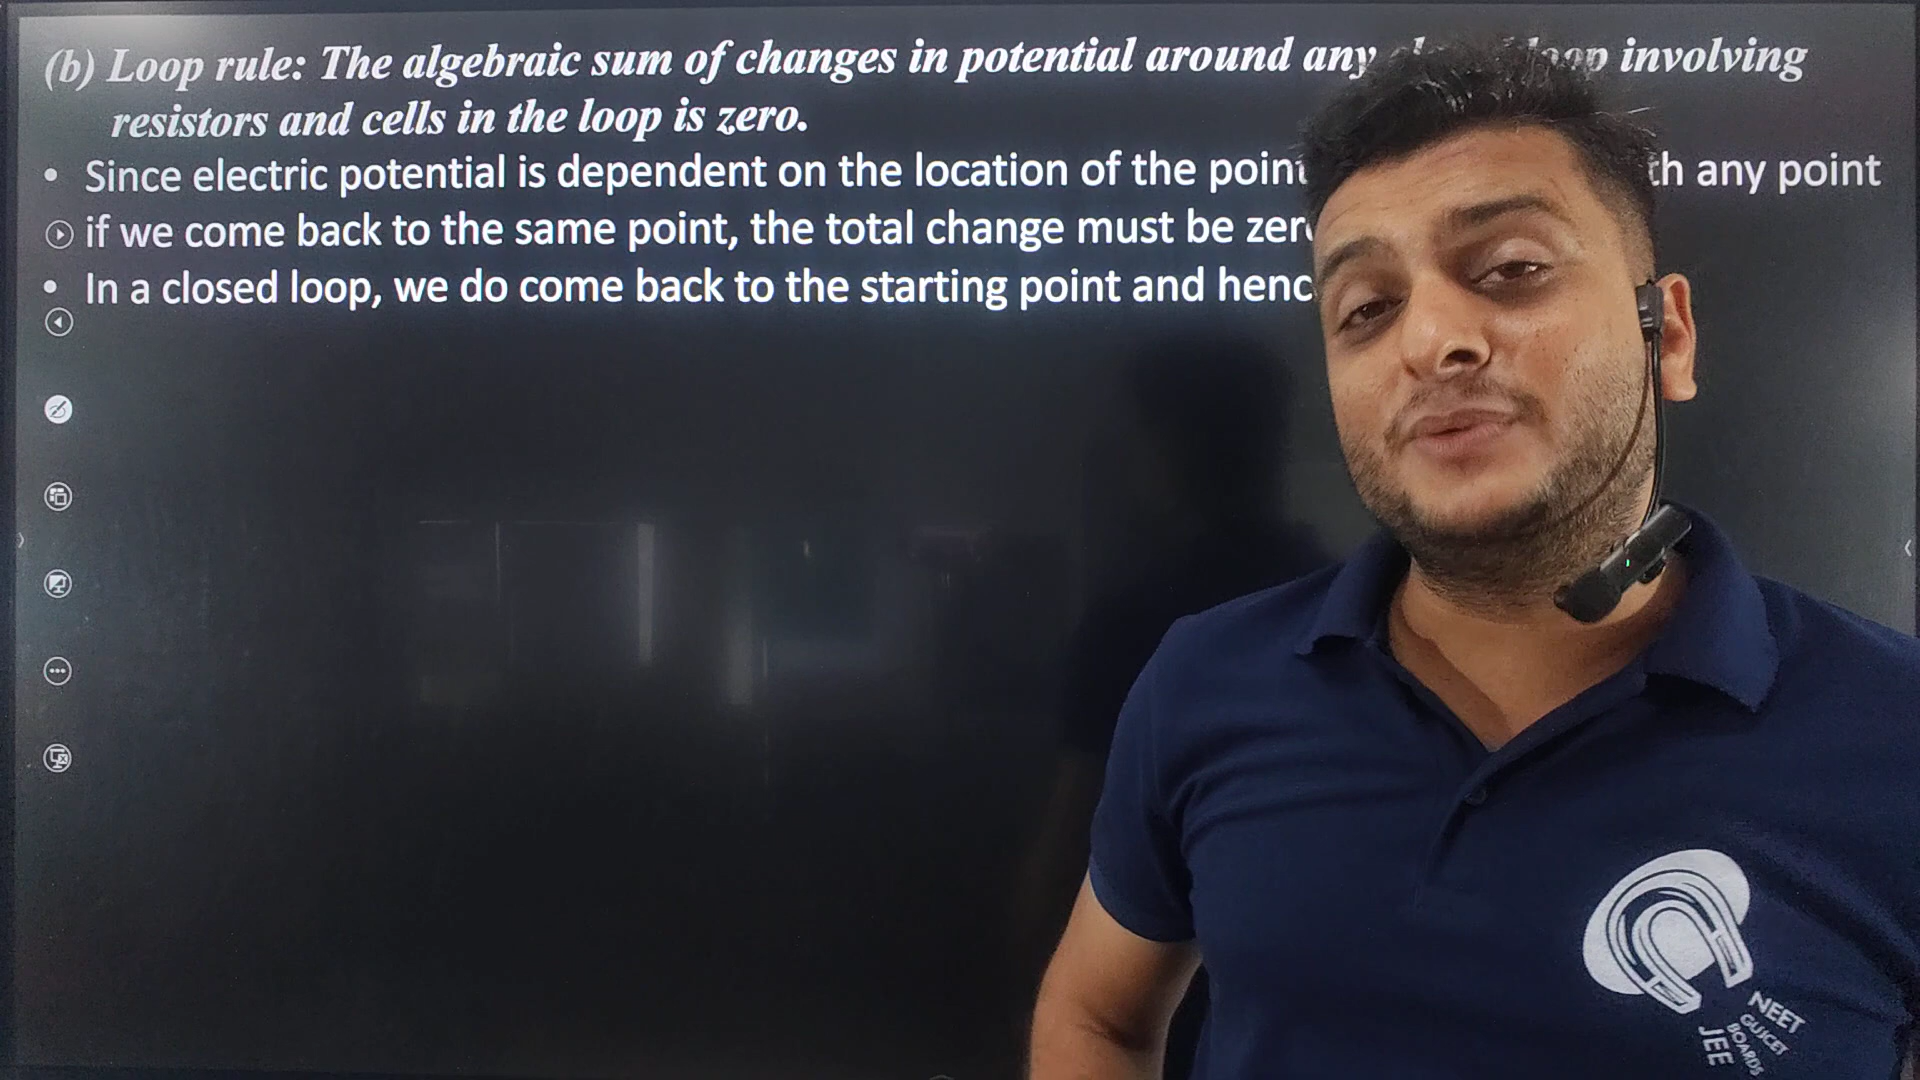 (b) Loop rule: The algebraic sum of changes in potential around any loop involving
resistors and cells in the loop is zero.
• Since electric potential is dependent on the location of the point any point
if we come back to the same point, the total change must be
• In a closed loop, we do come back to the starting point and
NEET
GUJCET
BOARDS
JEE